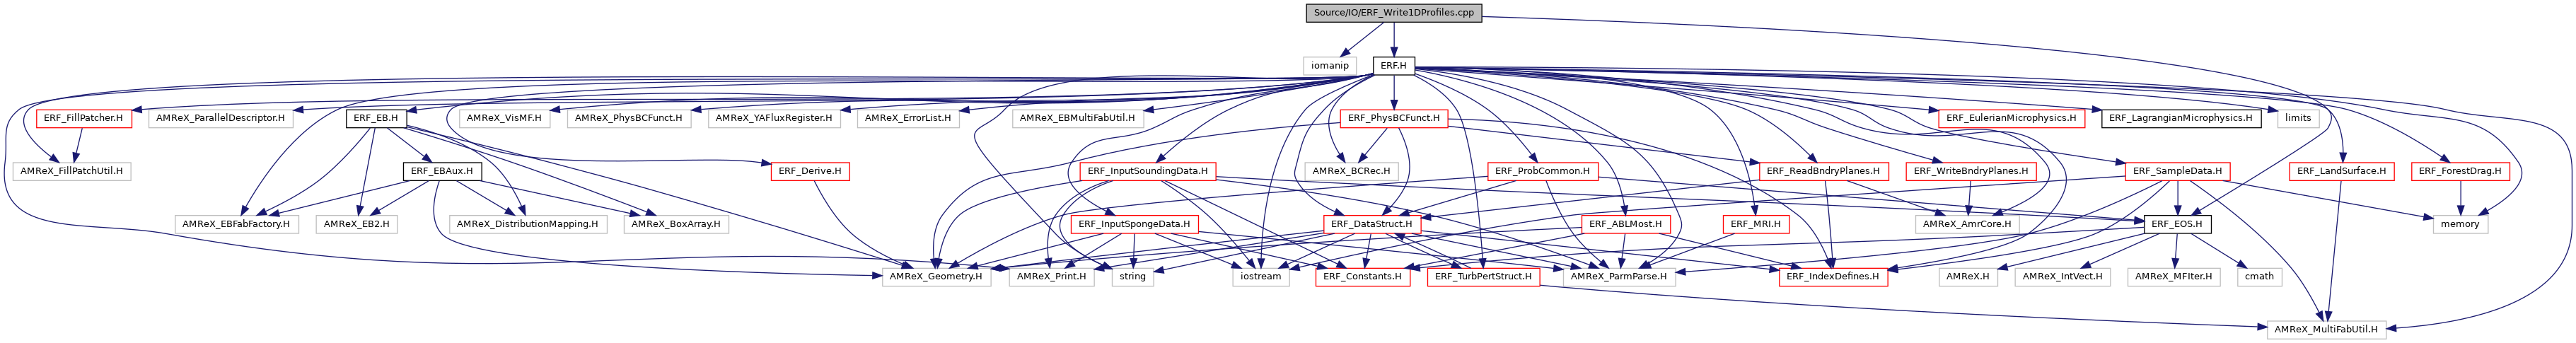 Source/IO/ERF_Write1DProfiles.cpp
iomanip
ERF.H
ERF_FillPatcher.H
AMReX_ParallelDescriptor.H
ERF_EB.H
AMReX_VisMF.H
AMReX_PhysBCFunct.H
AMReX_YAFluxRegister.H
AMReX_ErrorList.H
AMReX_EBMultiFabUtil.H
ERF_PhysBCFunct.H
ERF_EulerianMicrophysics.H
ERF_LagrangianMicrophysics.H
limits
AMReX_FillPatchUtil.H
ERF_EBAux.H
ERF_Derive.H
ERF_InputSoundingData.H
AMReX_BCRec.H
ERF_ProbCommon.H
ERF_ReadBndryPlanes.H
ERF_WriteBndryPlanes.H
ERF_SampleData.H
ERF_LandSurface.H
ERF_ForestDrag.H
AMReX_EBFabFactory.H
AMReX_EB2.H
AMReX_DistributionMapping.H
AMReX_BoxArray.H
ERF_InputSpongeData.H
ERF_DataStruct.H
ERF_ABLMost.H
ERF_MRI.H
AMReX_AmrCore.H
ERF_EOS.H
memory
AMReX_Geometry.H
AMReX_Print.H
string
iostream
ERF_Constants.H
ERF_TurbPertStruct.H
AMReX_ParmParse.H
ERF_IndexDefines.H
AMReX.H
AMReX_IntVect.H
AMReX_MFIter.H
cmath
AMReX_MultiFabUtil.H